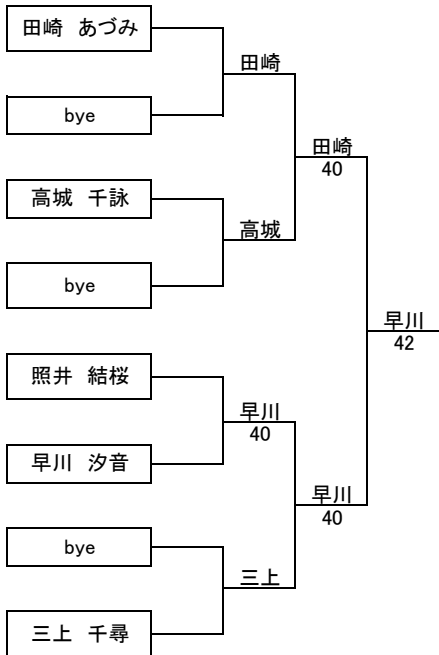 田崎　あづみ
bye
高城　千詠
bye
照井　結桜
早川　汐音
bye
三上　千尋
田崎
高城
早川
40
三上
田崎
40
早川
40
早川
42